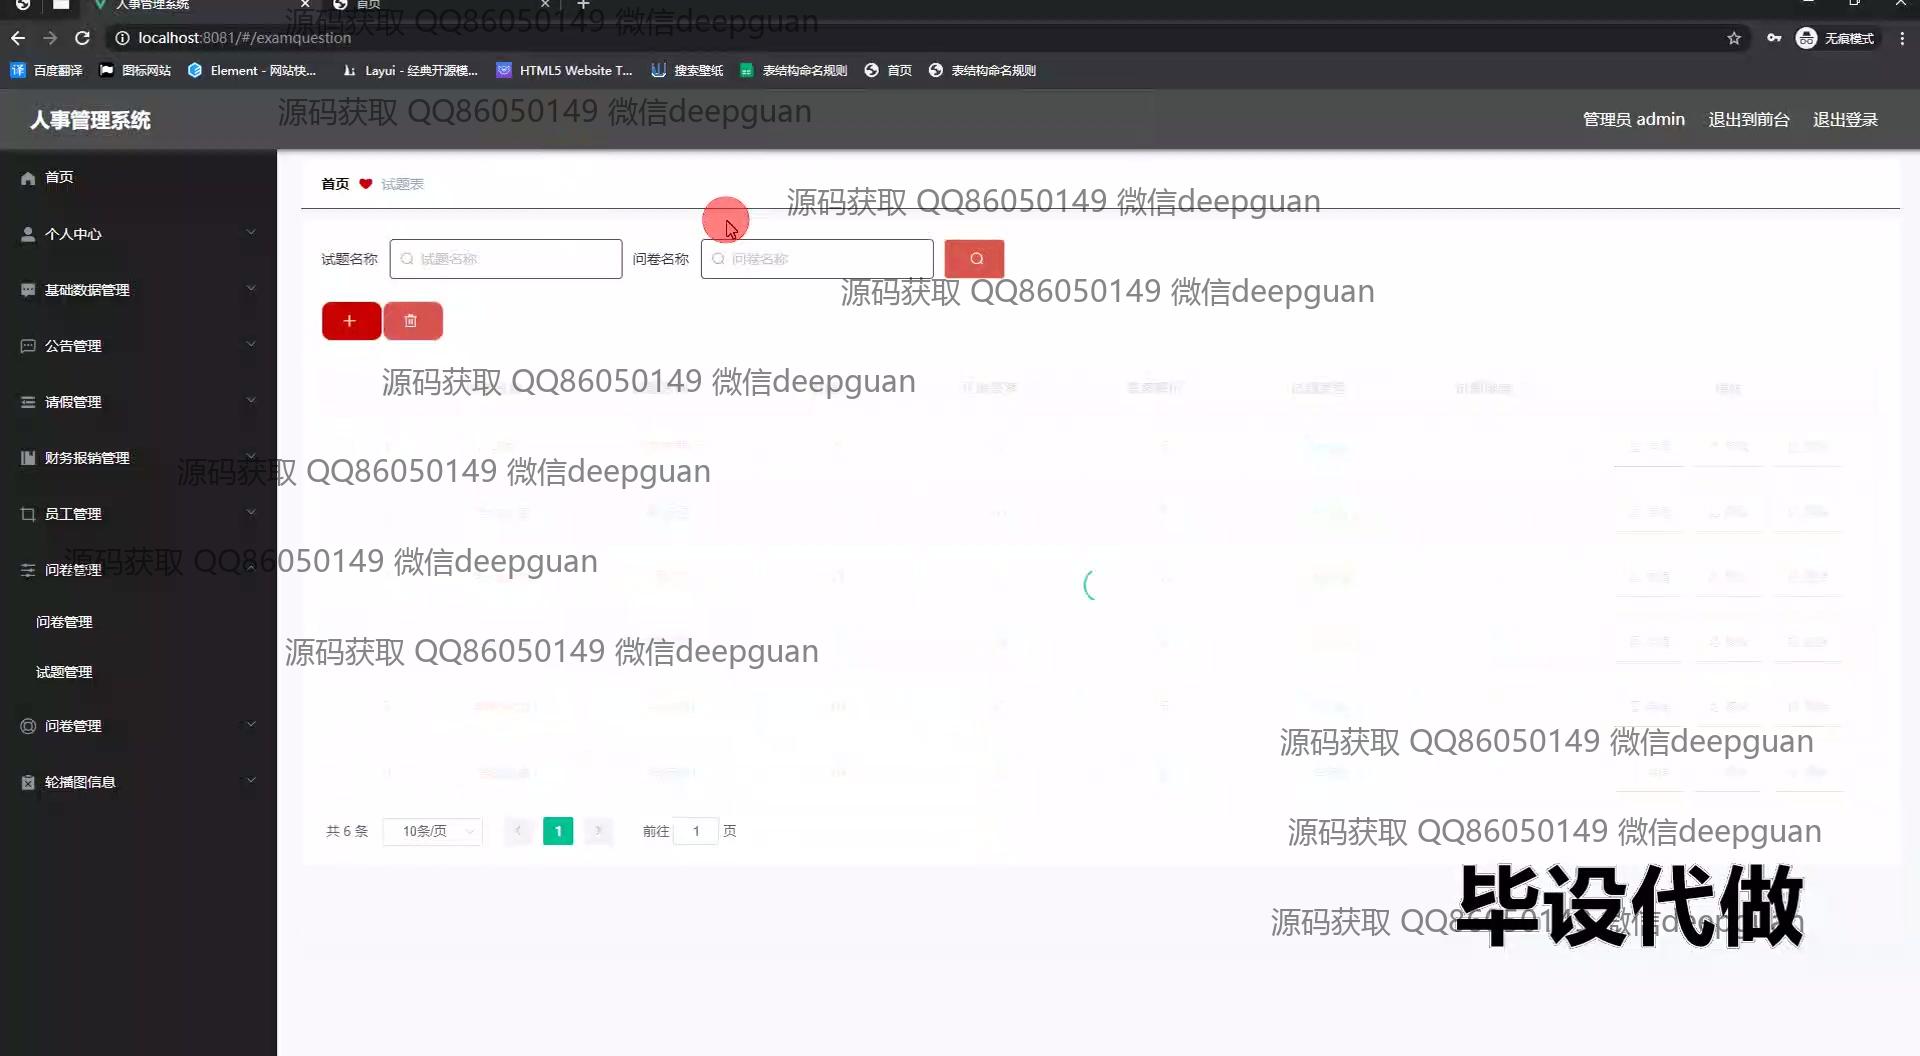 人事管理系统
首页
源码获取 QQ86050149 微信deepguan
localhost:8081/#/examquestion
无痕模式
百度翻译
图标网站
Element - 网站快...
Layui - 经典开源模...
HTML5 Website T...
搜索壁纸
表结构命名规则
首页
表结构命名规则
人事管理系统
源码获取 QQ86050149 微信deepguan
管理员 admin
退出到前台
退出登录
首页
个人中心
基础数据管理
公告管理
请假管理
财务报销管理
员工管理
问卷管理
问卷管理
试题管理
问卷管理
轮播图信息
首页
试题表
源码获取 QQ86050149 微信deepguan
试题名称
试题名称
问卷名称
问卷名称
源码获取 QQ86050149 微信deepguan
源码获取 QQ86050149 微信deepguan
源码获取 QQ86050149 微信deepguan
源码获取 QQ86050149 微信deepguan
源码获取 QQ86050149 微信deepguan
源码获取 QQ86050149 微信deepguan
共 6 条
10条/页
1
前往
1
页
源码获取 QQ86050149 微信deepguan
毕设代做
源码获取 QQ86050149 微信deepguan